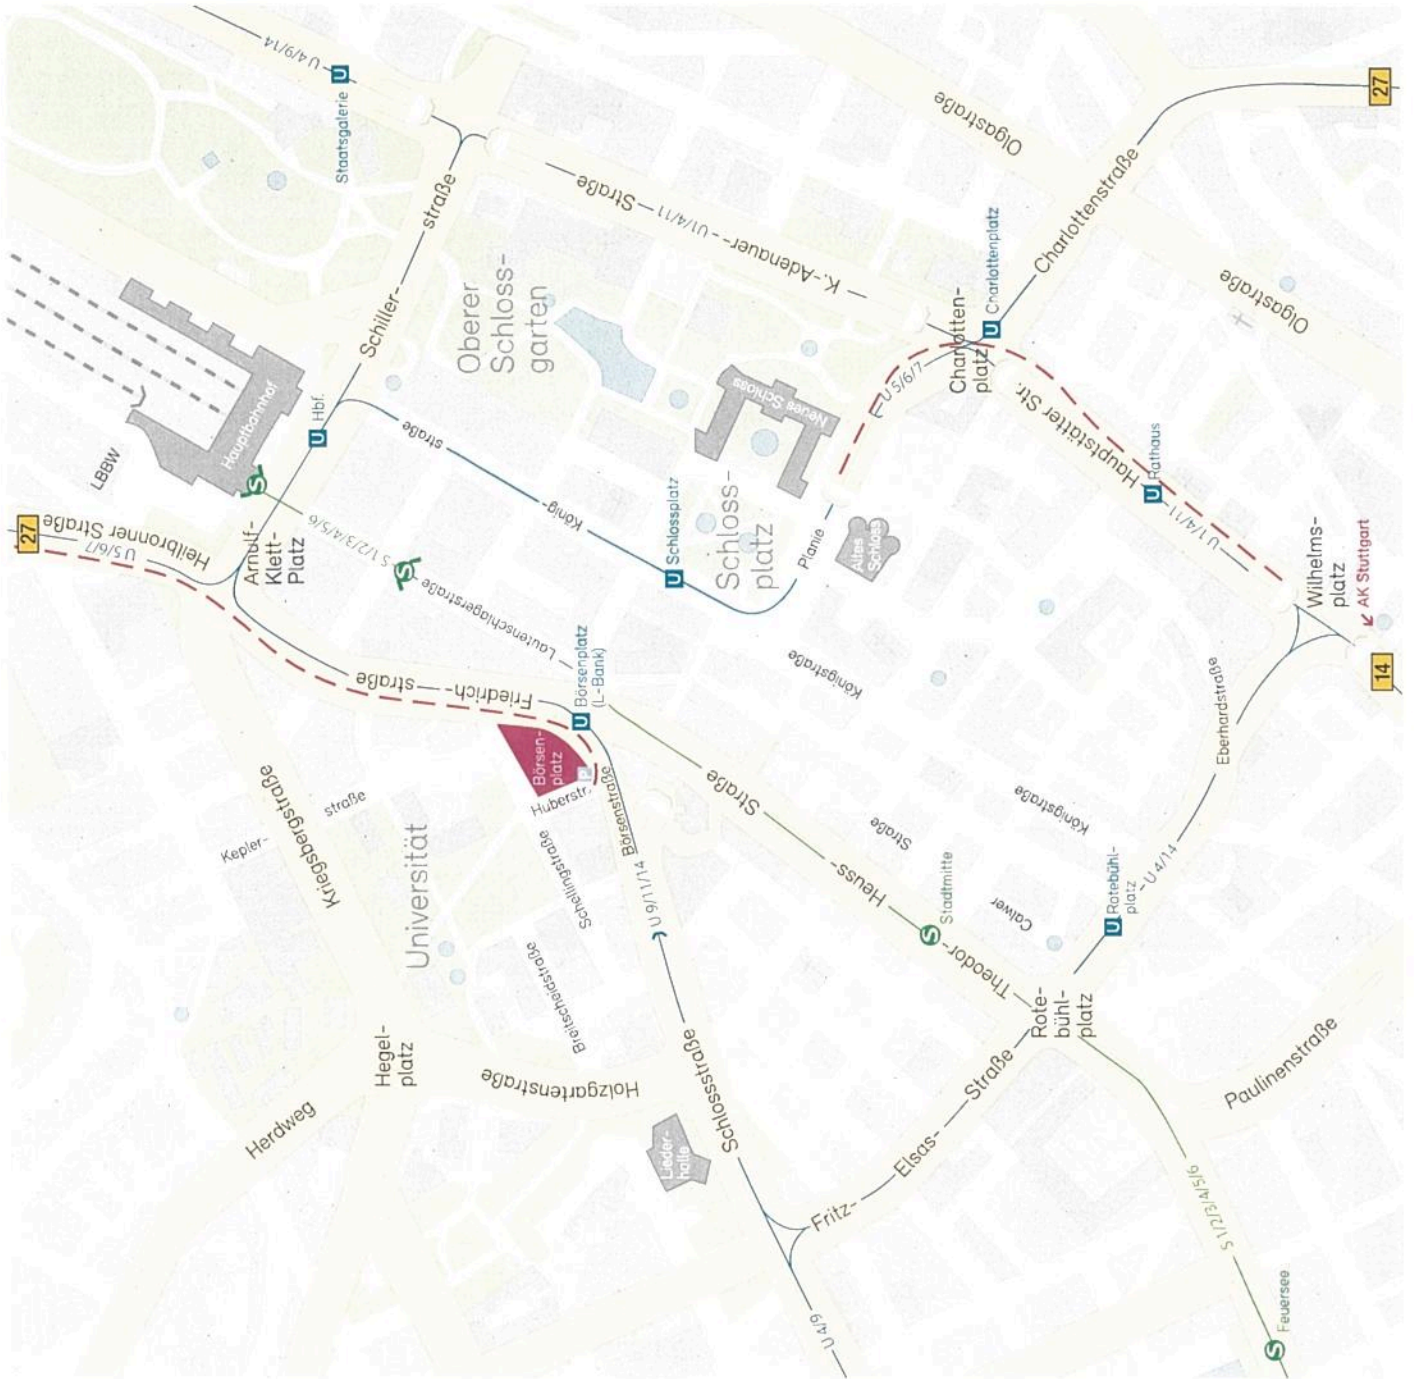 U 4/9/14
U
Staatsgalerie
27
Olgastraße
Schiller-
straße
K.-Adenauer-
U1/4/11
Straße
Charlottenstraße
Oberer
Schloss-
garten
U
Charlottenplatz
Olgastraße
Charlotten-
platz
Hauptbahnhof
U
Hbf.
König-
straße
Neues Schloss
U 5/6/7
Hauptstätter Str.
LBBW
S
U
Rathaus
U 1/4/11
27
Heilbronner Straße
U 5/6/7
Arnulf-
Klett-
Platz
S 1/2/3/4/5/6
S
Lautenschlagerstraße
U
Schlossplatz
Schloss-
platz
Planie
Altes
Schloss
Wilhelms-
platz
AK Stuttgart
14
Königstraße
Friedrich-
straße
U
Börsenplatz
(L-Bank)
Eberhardstraße
Börsen-
platz
P
Huberstr.
Börsenstraße
Kriegsbergstraße
Kepler-
straße
Universität
Schellingstraße
Breitscheidstraße
U 9/11/14
Theodor-
Heuss-
Straße
Calwer
Straße
Königstraße
S
Stadtmitte
U
Rotebühl-
platz
U 4/14
Rote-
bühl-
platz
Hegel-
platz
Holzgartenstraße
Herdweg
Schlossstraße
Lieder-
halle
Fritz-
Elsas-
Straße
Paulinenstraße
S 1/2/3/4/5/6
U 4/9
S
Feuersee